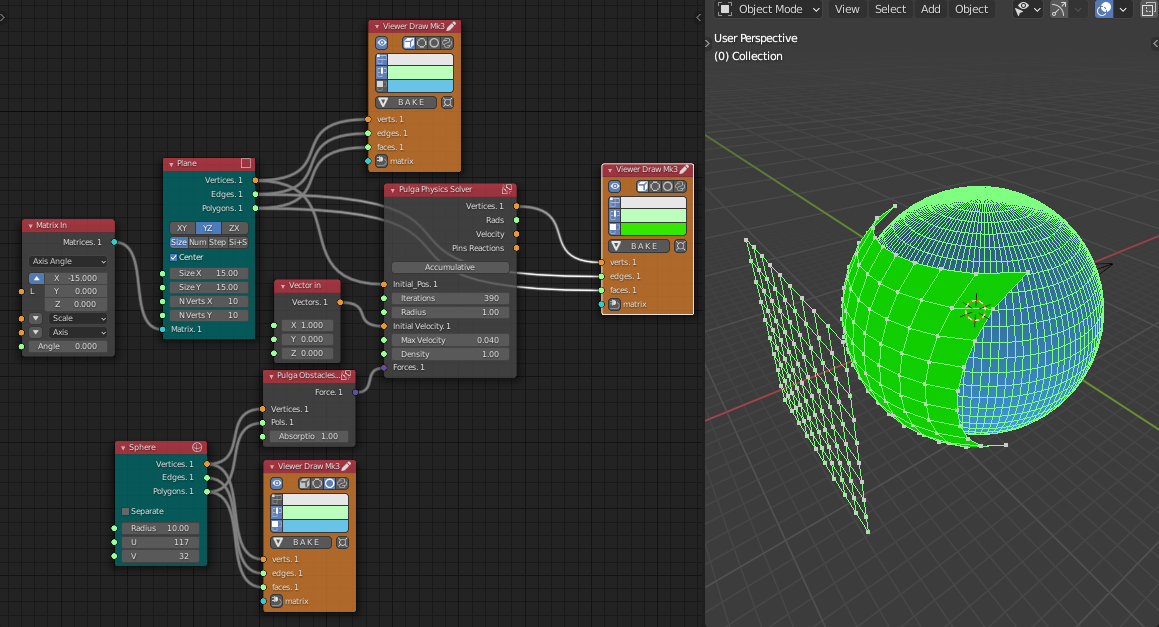 Object Mode View Select Add Object
User Perspective
(0) Collection
Viewer Draw Mk3
BAKE
verts. 1
edges. 1
faces. 1
matrix
Plane
Vertices. 1
Edges. 1
Polygons. 1
XY YZ ZX
Size Num Step Si+S
Center
Size X 15.00
Size Y 15.00
N Verts X 10
N Verts Y 10
Matrix. 1
Matrix In
Matrices. 1
Axis Angle
X -15.000
L Y 0.000
Z 0.000
Scale
Axis
Angle 0.000
Vector in
Vectors. 1
X 1.000
Y 0.000
Z 0.000
Pulga Physics Solver
Vertices. 1
Rads
Velocity
Pins Reactions
Accumulative
Initial_Pos. 1
Iterations 390
Radius 1.00
Initial Velocity. 1
Max Velocity 0.040
Density 1.00
Forces. 1
Viewer Draw Mk3
BAKE
verts. 1
edges. 1
faces. 1
matrix
Pulga Obstacles...
Force. 1
Vertices. 1
Pols. 1
Absorptio 1.00
Sphere
Vertices. 1
Edges. 1
Polygons. 1
Separate
Radius 10.00
U 117
V 32
Viewer Draw Mk3
BAKE
verts. 1
edges. 1
faces. 1
matrix